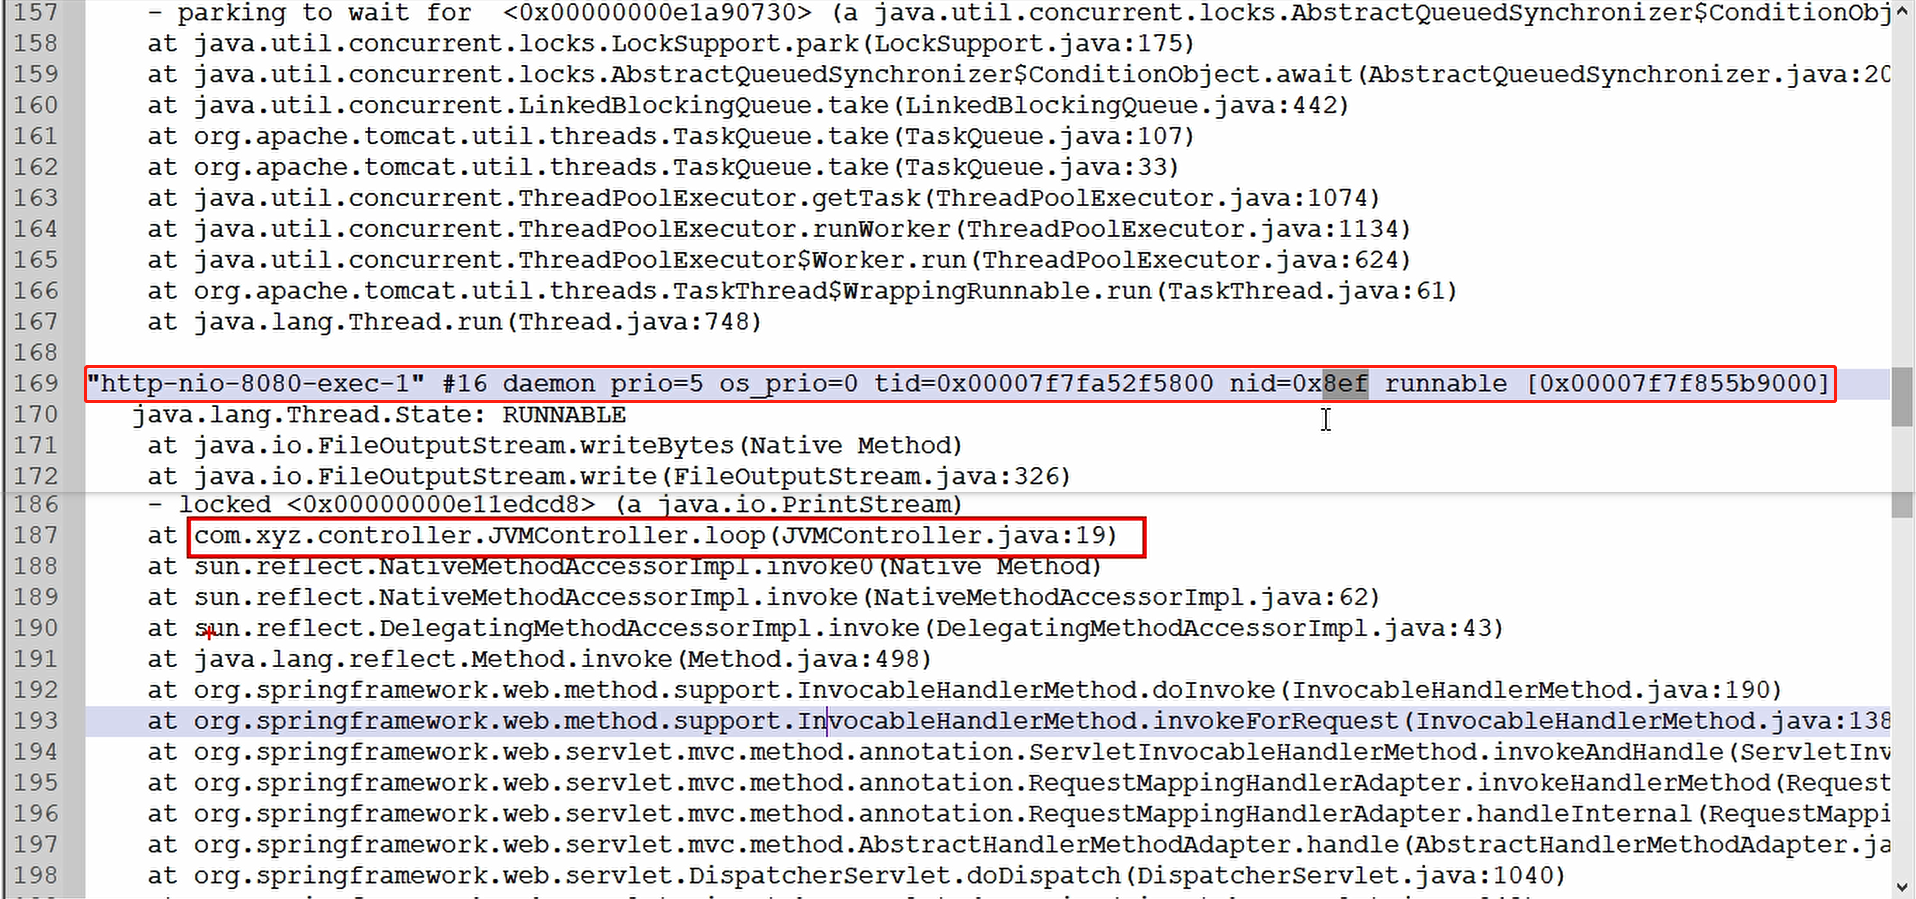 157 - parking to wait for <0x00000000e1a90730> (a java.util.concurrent.locks.AbstractQueuedSynchronizer$ConditionObj
158 at java.util.concurrent.locks.LockSupport.park(LockSupport.java:175)
159 at java.util.concurrent.locks.AbstractQueuedSynchronizer$ConditionObject.await(AbstractQueuedSynchronizer.java:20
160 at java.util.concurrent.LinkedBlockingQueue.take(LinkedBlockingQueue.java:442)
161 at org.apache.tomcat.util.threads.TaskQueue.take(TaskQueue.java:107)
162 at org.apache.tomcat.util.threads.TaskQueue.take(TaskQueue.java:33)
163 at java.util.concurrent.ThreadPoolExecutor.getTask(ThreadPoolExecutor.java:1074)
164 at java.util.concurrent.ThreadPoolExecutor.runWorker(ThreadPoolExecutor.java:1134)
165 at java.util.concurrent.ThreadPoolExecutor$Worker.run(ThreadPoolExecutor.java:624)
166 at org.apache.tomcat.util.threads.TaskThread$WrappingRunnable.run(TaskThread.java:61)
167 at java.lang.Thread.run(Thread.java:748)
168
169 "http-nio-8080-exec-1" #16 daemon prio=5 os_prio=0 tid=0x00007f7fa52f5800 nid=0x8ef runnable [0x00007f7f855b9000]
170 java.lang.Thread.State: RUNNABLE
171 at java.io.FileOutputStream.writeBytes(Native Method)
172 at java.io.FileOutputStream.write(FileOutputStream.java:326)
186 - locked <0x00000000e11edcd8> (a java.io.PrintStream)
187 at com.xyz.controller.JVMController.loop(JVMController.java:19)
188 at sun.reflect.NativeMethodAccessorImpl.invoke0(Native Method)
189 at sun.reflect.NativeMethodAccessorImpl.invoke(NativeMethodAccessorImpl.java:62)
190 at sun.reflect.DelegatingMethodAccessorImpl.invoke(DelegatingMethodAccessorImpl.java:43)
191 at java.lang.reflect.Method.invoke(Method.java:498)
192 at org.springframework.web.method.support.InvocableHandlerMethod.doInvoke(InvocableHandlerMethod.java:190)
193 at org.springframework.web.method.support.InvocableHandlerMethod.invokeForRequest(InvocableHandlerMethod.java:138
194 at org.springframework.web.servlet.mvc.method.annotation.ServletInvocableHandlerMethod.invokeAndHandle(ServletInv
195 at org.springframework.web.servlet.mvc.method.annotation.RequestMappingHandlerAdapter.invokeHandlerMethod(Request
196 at org.springframework.web.servlet.mvc.method.annotation.RequestMappingHandlerAdapter.handleInternal(RequestMappi
197 at org.springframework.web.servlet.mvc.method.AbstractHandlerMethodAdapter.handle(AbstractHandlerMethodAdapter.ja
198 at org.springframework.web.servlet.DispatcherServlet.doDispatch(DispatcherServlet.java:1040)